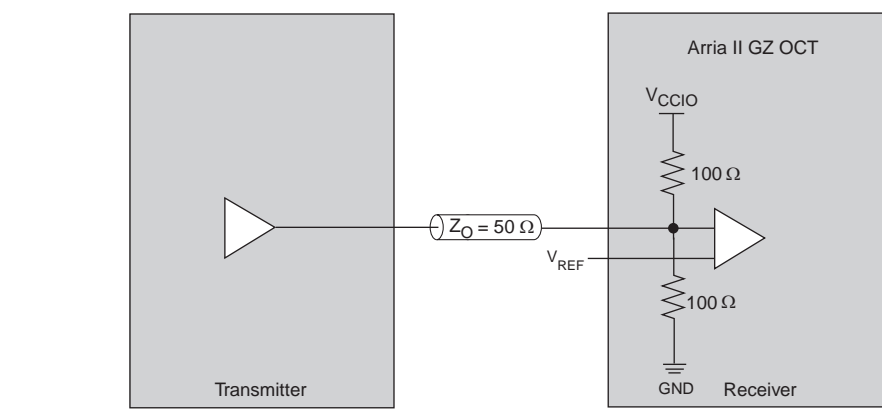 Arria II GZ OCT
VCCIO
100 Ω
ZO = 50 Ω
VREF
100 Ω
GND
Transmitter
Receiver